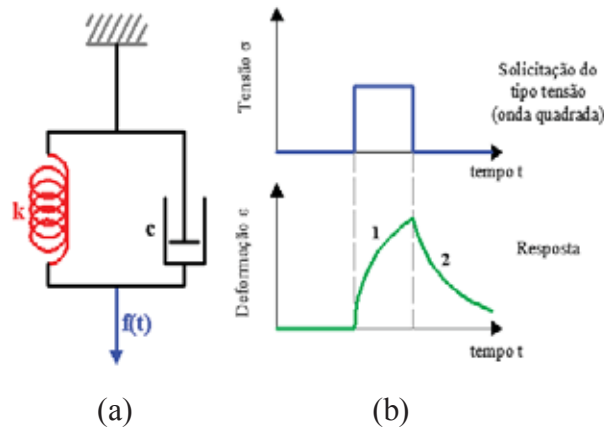 k
c
f(t)
(a)
Tensão σ
Solicitação do
tipo tensão
(onda quadrada)
tempo t
Deformação ε
1
2
Resposta
tempo t
(b)